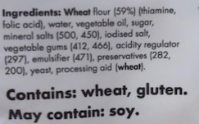 Ingredients: Wheat flour (59%) (thiamine,
folic acid), water, vegetable oil, sugar,
mineral salts (500, 450), iodised salt,
vegetable gums (412, 466), acidity regulator
(297), emulsifier (471), preservatives (282,
200), yeast, processing aid (wheat).
Contains: wheat, gluten.
May contain: soy.